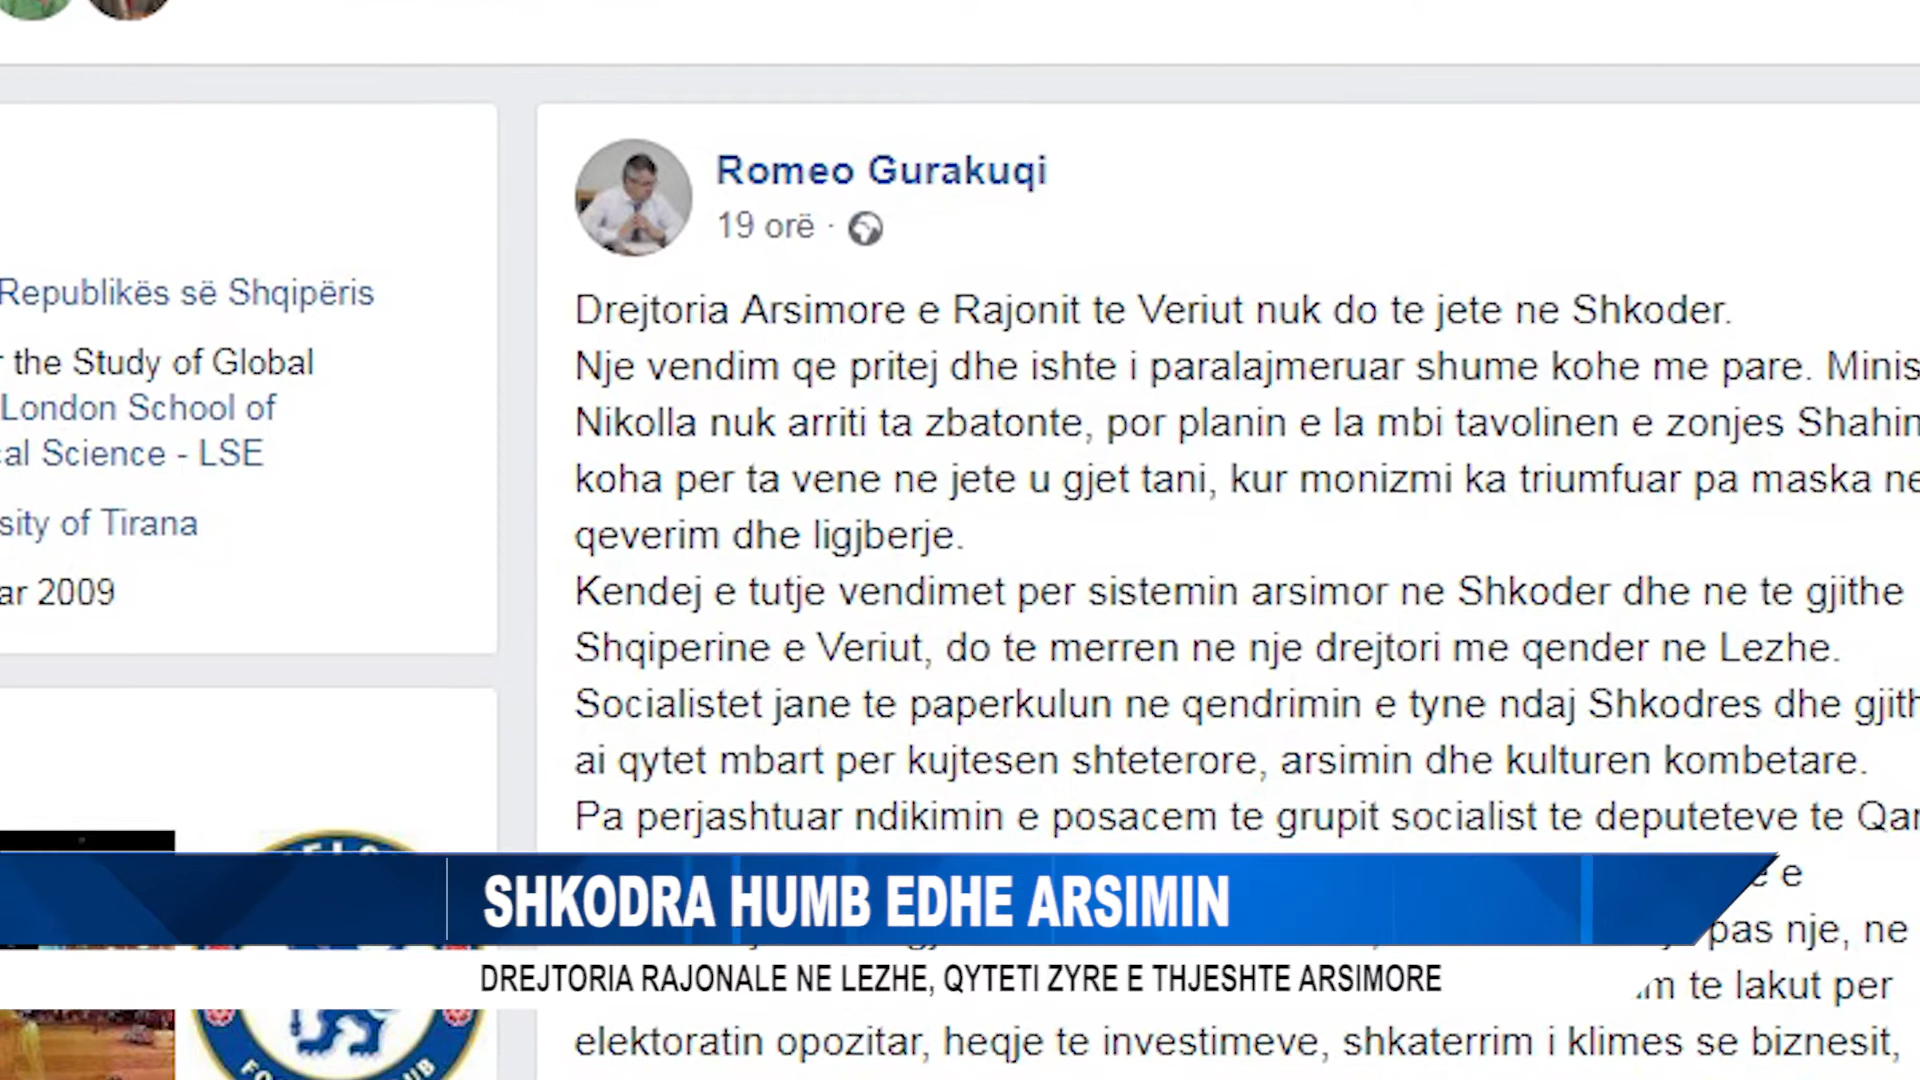 Republikës së Shqipëris
the Study of Global
London School of
Science - LSE
of Tirana
2009
Romeo Gurakuqi
19 orë ·
Drejtoria Arsimore e Rajonit te Veriut nuk do te jete ne Shkoder.
Nje vendim qe pritej dhe ishte i paralajmeruar shume kohe me pare. Minis
Nikolla nuk arriti ta zbatonte, por planin e la mbi tavolinen e zonjes Shahin
koha per ta vene ne jete u gjet tani, kur monizmi ka triumfuar pa maska ne
qeverim dhe ligjberje.
Kendej e tutje vendimet per sistemin arsimor ne Shkoder dhe ne te gjithe
Shqiperine e Veriut, do te merren ne nje drejtori me qender ne Lezhe.
Socialistet jane te paperkulun ne qendrimin e tyne ndaj Shkodres dhe gjith
ai qytet mbart per kujtesen shteterore, arsimin dhe kulturen kombetare.
Pa perjashtuar ndikimin e posacem te grupit socialist te deputeteve te Qar
e
pas nje, ne
te lakut per
elektoratin opozitar, heqje te investimeve, shkaterrim i klimes se biznesit,
SHKODRA HUMB EDHE ARSIMIN
DREJTORIA RAJONALE NE LEZHE, QYTETI ZYRE E THJESHTE ARSIMORE